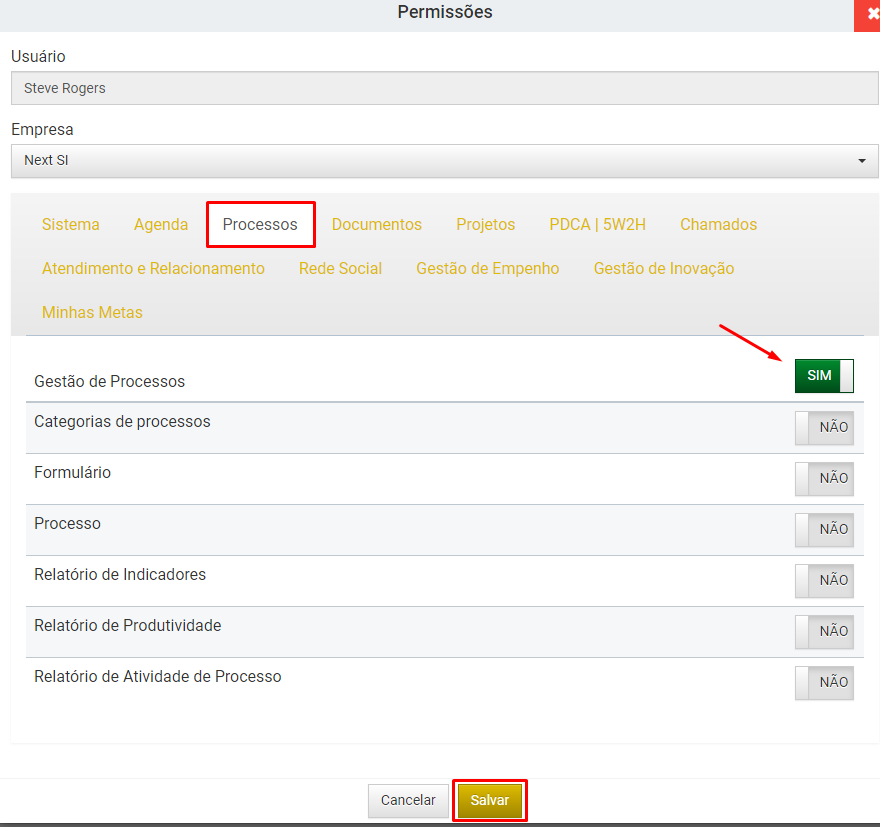 Permissões
Usuário
Steve Rogers
Empresa
Next SI
Sistema Agenda Processos Documentos Projetos PDCA | 5W2H Chamados
Atendimento e Relacionamento Rede Social Gestão de Empenho Gestão de Inovação
Minhas Metas
Gestão de Processos SIM
Categorias de processos NÃO
Formulário NÃO
Processo NÃO
Relatório de Indicadores NÃO
Relatório de Produtividade NÃO
Relatório de Atividade de Processo NÃO
Cancelar Salvar